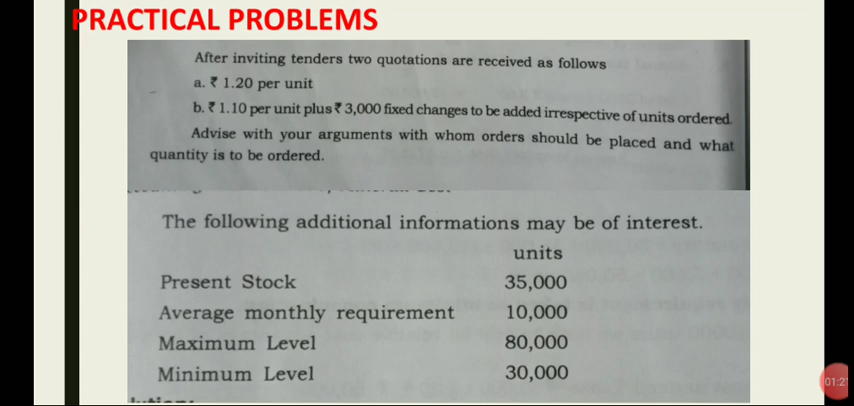 PRACTICAL PROBLEMS
After inviting tenders two quotations are received as follows
a. ₹ 1.20 per unit
b. ₹ 1.10 per unit plus ₹ 3,000 fixed changes to be added irrespective of units ordered.
Advise with your arguments with whom orders should be placed and what
quantity is to be ordered.
The following additional informations may be of interest.
units
Present Stock 35,000
Average monthly requirement 10,000
Maximum Level 80,000
Minimum Level 30,000